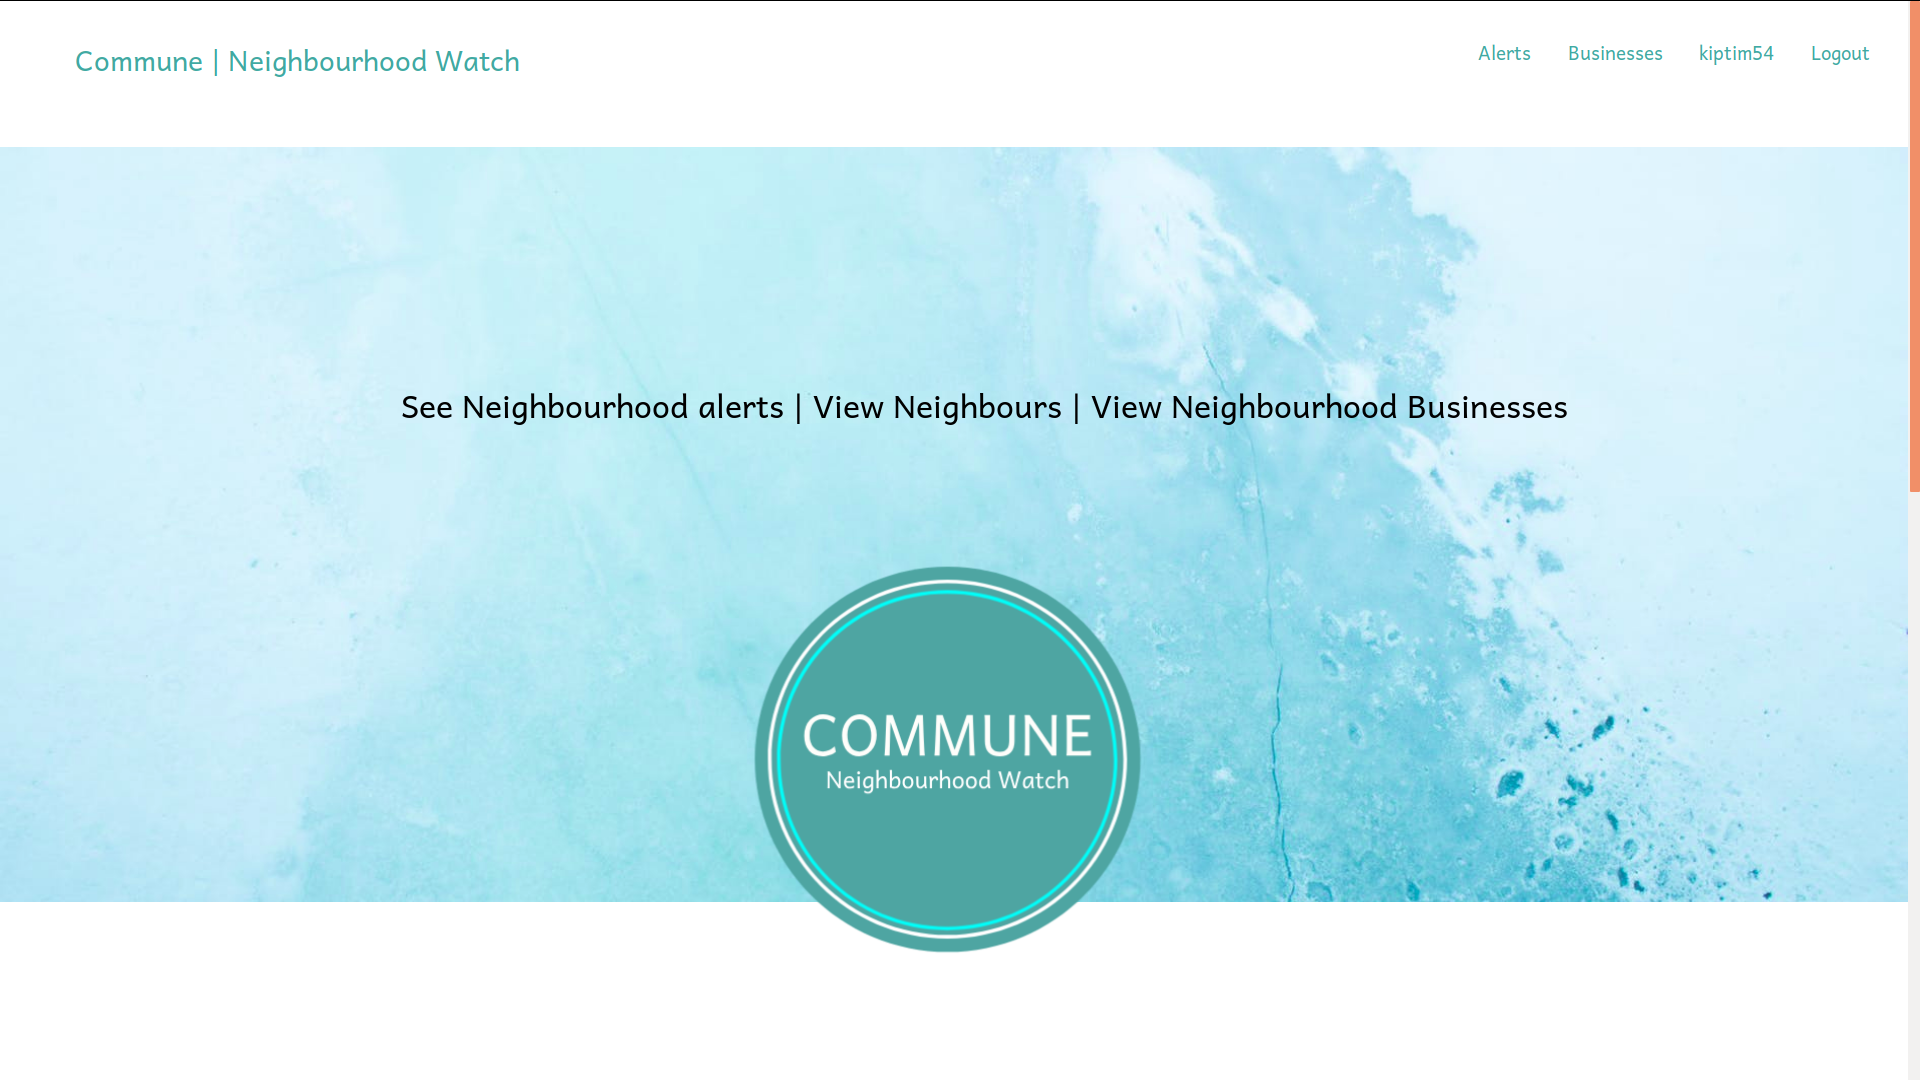 Commune | Neighbourhood Watch
Alerts Businesses kiptim54 Logout
See Neighbourhood alerts | View Neighbours | View Neighbourhood Businesses
COMMUNE
Neighbourhood Watch